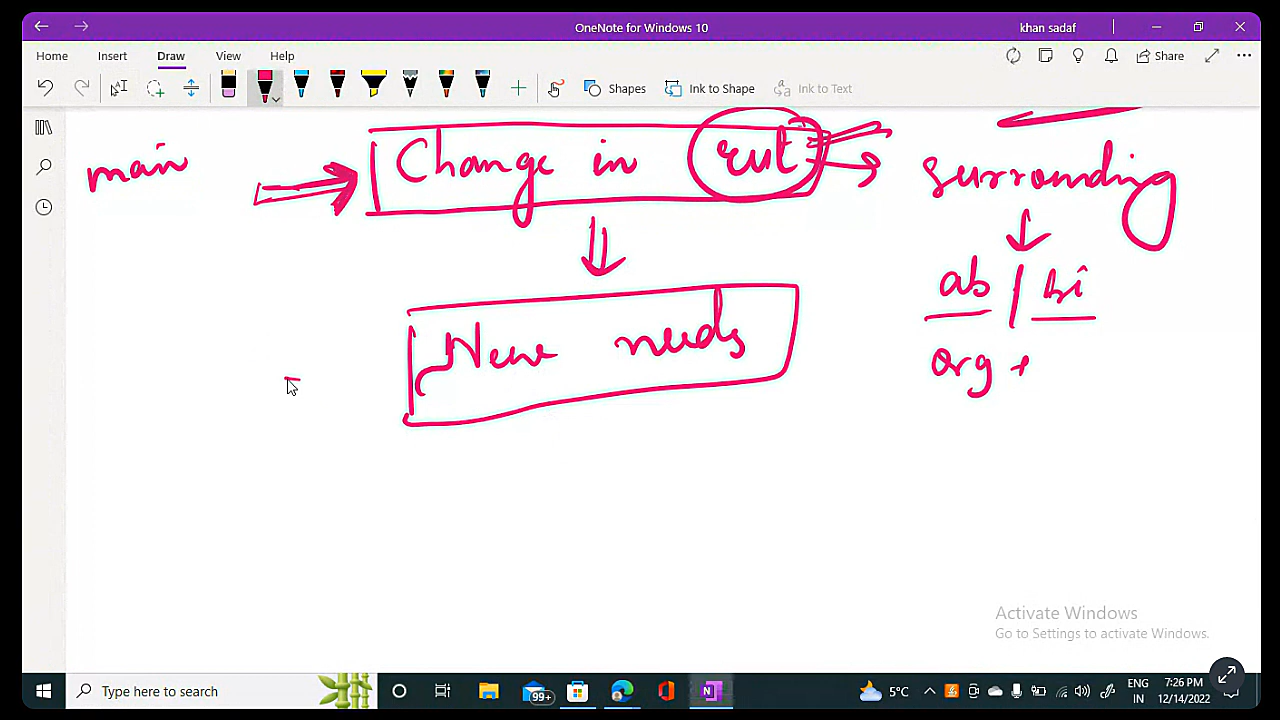 OneNote for Windows 10
khan sadaf
Home Insert Draw View Help
Share
Shapes Ink to Shape Ink to Text
main
Change in
surrounding
ab / bi
New needs
org +
Activate Windows
Go to Settings to activate Windows.
Type here to search
99+
5°C
ENG
IN
7:26 PM
12/14/2022